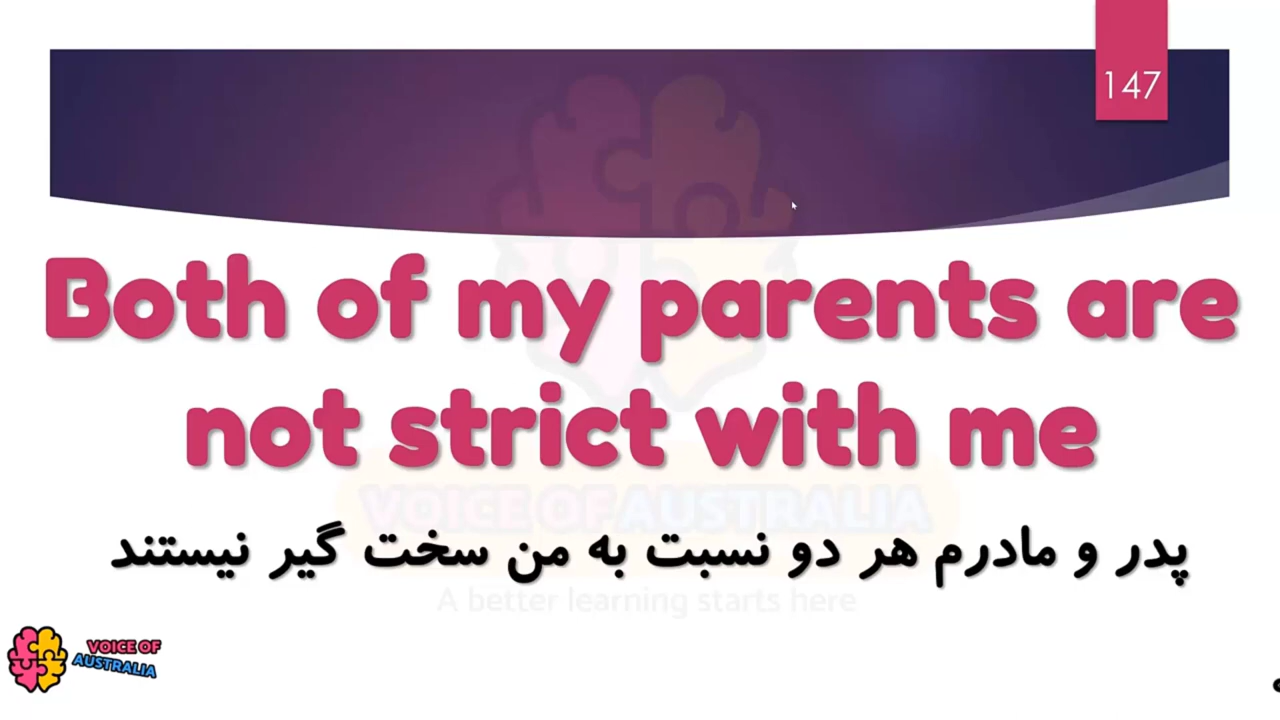 147
Both of my parents are
not strict with me
پدر و مادرم هر دو نسبت به من سخت گیر نیستند
VOICE OF AUSTRALIA
A better learning starts here
VOICE OF
AUSTRALIA